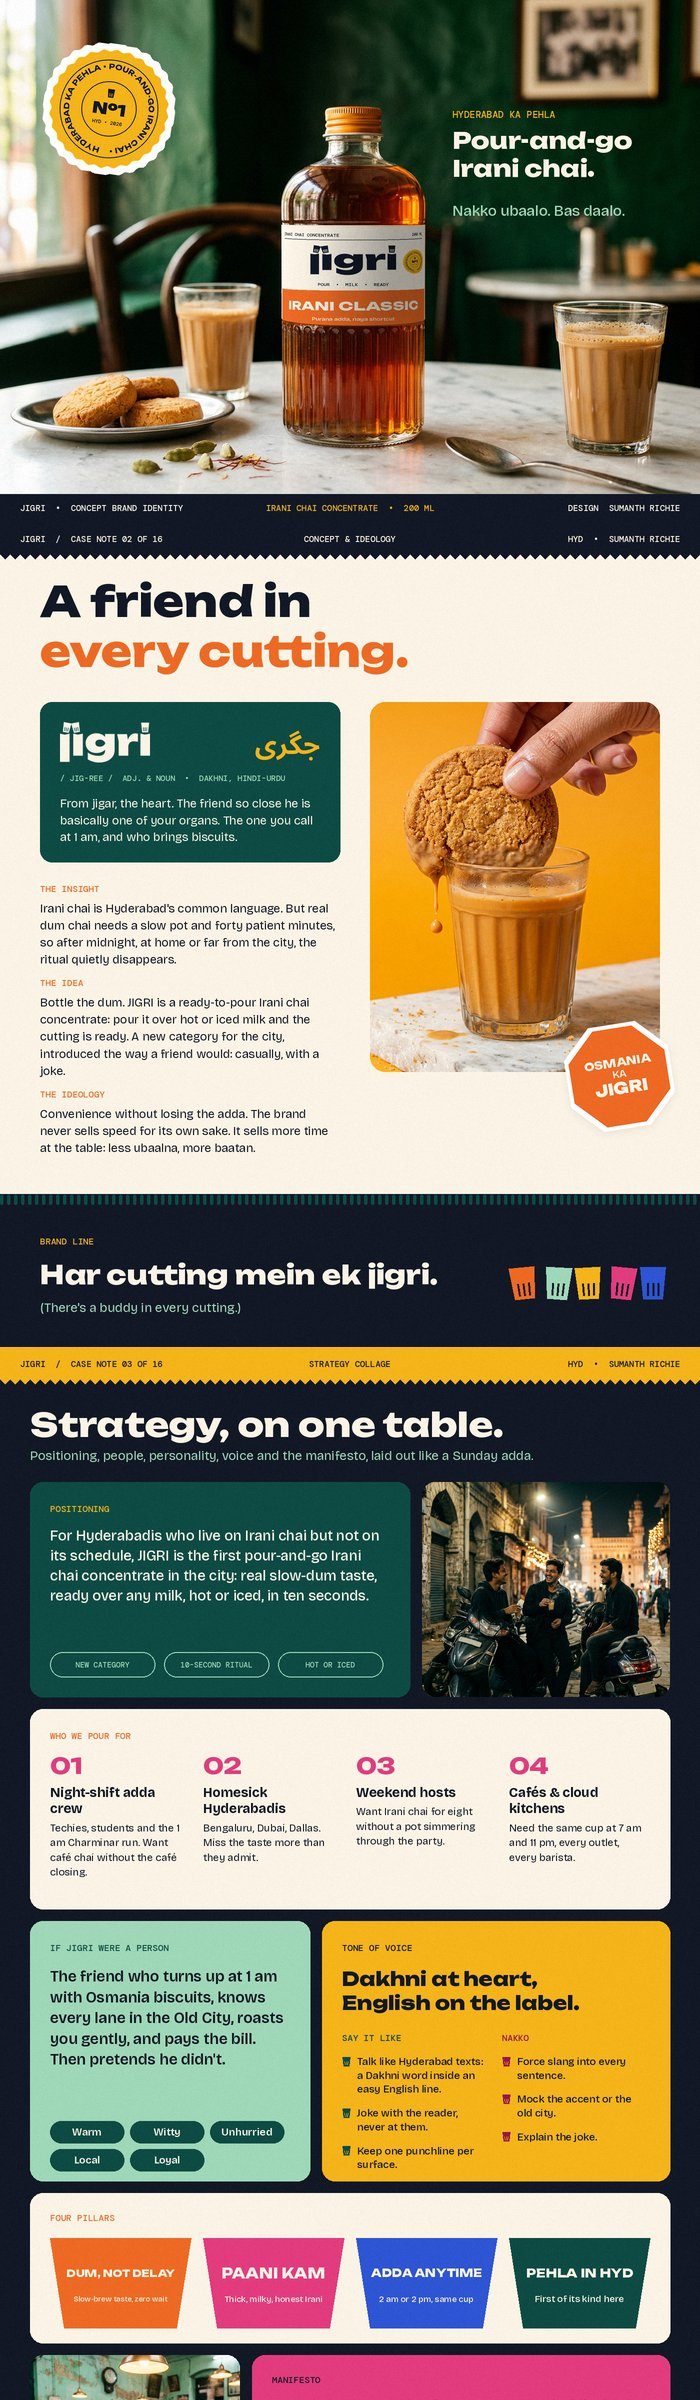 HYDERABAD KA PEHLA • POUR-AND-GO IRANI CHAI •
Nº1
HYD • 2026
HYDERABAD KA PEHLA
Pour-and-go
Irani chai.
Nakko ubaalo. Bas daalo.
IRANI CHAI CONCENTRATE
200 ML
jigri
POUR • MILK • READY
IRANI CLASSIC
Purana adda, naya shortcut
JIGRI • CONCEPT BRAND IDENTITY
IRANI CHAI CONCENTRATE • 200 ML
DESIGN SUMANTH RICHIE
JIGRI / CASE NOTE 02 OF 16
CONCEPT & IDEOLOGY
HYD • SUMANTH RICHIE
A friend in
every cutting.
jigri
جگری
/ JIG-REE / ADJ. & NOUN • DAKHNI, HINDI-URDU
From jigar, the heart. The friend so close he is
basically one of your organs. The one you call
at 1 am, and who brings biscuits.
THE INSIGHT
Irani chai is Hyderabad's common language. But real
dum chai needs a slow pot and forty patient minutes,
so after midnight, at home or far from the city, the
ritual quietly disappears.
THE IDEA
Bottle the dum. JIGRI is a ready-to-pour Irani chai
concentrate: pour it over hot or iced milk and the
cutting is ready. A new category for the city,
introduced the way a friend would: casually, with a
joke.
THE IDEOLOGY
Convenience without losing the adda. The brand
never sells speed for its own sake. It sells more time
at the table: less ubaalna, more baatan.
OSMANIA
KA
JIGRI
BRAND LINE
Har cutting mein ek jigri.
(There's a buddy in every cutting.)
JIGRI / CASE NOTE 03 OF 16
STRATEGY COLLAGE
HYD • SUMANTH RICHIE
Strategy, on one table.
Positioning, people, personality, voice and the manifesto, laid out like a Sunday adda.
POSITIONING
For Hyderabadis who live on Irani chai but not on
its schedule, JIGRI is the first pour-and-go Irani
chai concentrate in the city: real slow-dum taste,
ready over any milk, hot or iced, in ten seconds.
NEW CATEGORY
10-SECOND RITUAL
HOT OR ICED
WHO WE POUR FOR
01
Night-shift adda
crew
Techies, students and the 1
am Charminar run. Want
café chai without the café
closing.
02
Homesick
Hyderabadis
Bengaluru, Dubai, Dallas.
Miss the taste more than
they admit.
03
Weekend hosts
Want Irani chai for eight
without a pot simmering
through the party.
04
Cafés & cloud
kitchens
Need the same cup at 7 am
and 11 pm, every outlet,
every barista.
IF JIGRI WERE A PERSON
The friend who turns up at 1 am
with Osmania biscuits, knows
every lane in the Old City, roasts
you gently, and pays the bill.
Then pretends he didn't.
Warm
Witty
Unhurried
Local
Loyal
TONE OF VOICE
Dakhni at heart,
English on the label.
SAY IT LIKE
Talk like Hyderabad texts:
a Dakhni word inside an
easy English line.
Joke with the reader,
never at them.
Keep one punchline per
surface.
NAKKO
Force slang into every
sentence.
Mock the accent or the
old city.
Explain the joke.
FOUR PILLARS
DUM, NOT DELAY
Slow-brew taste, zero wait
PAANI KAM
Thick, milky, honest Irani
ADDA ANYTIME
2 am or 2 pm, same cup
PEHLA IN HYD
First of its kind here
MANIFESTO